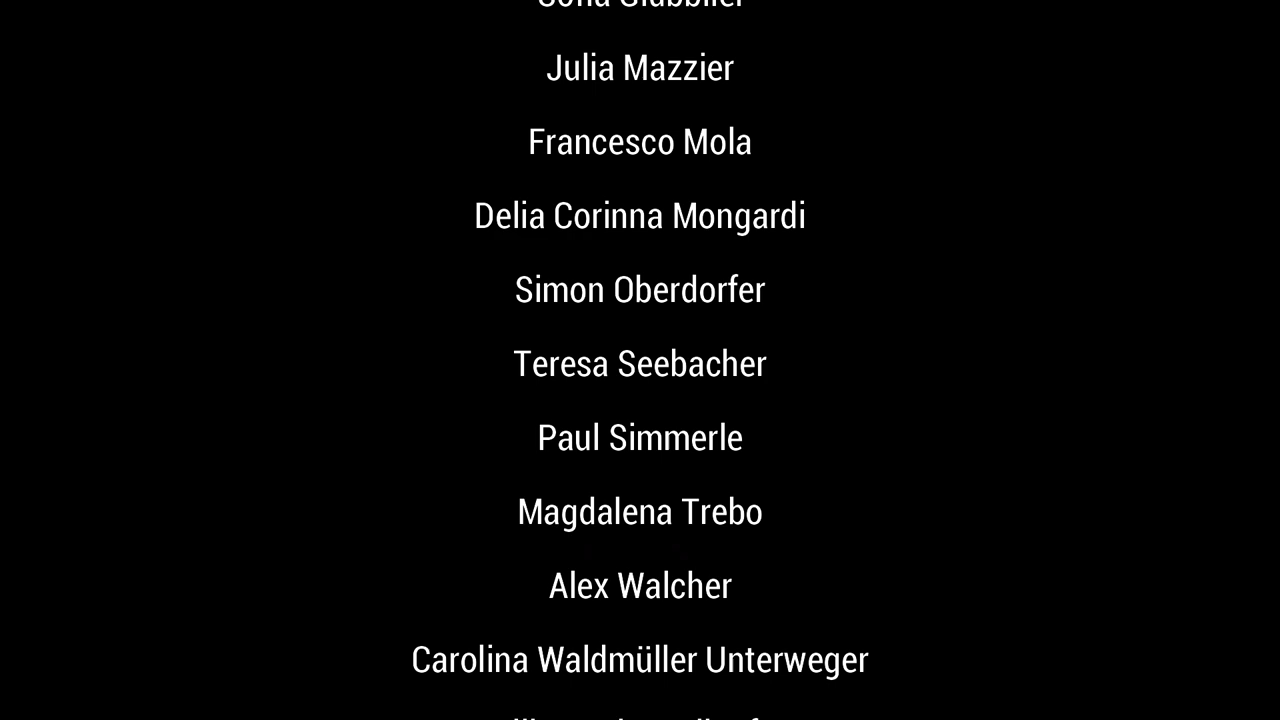 Julia Mazzier
Francesco Mola
Delia Corinna Mongardi
Simon Oberdorfer
Teresa Seebacher
Paul Simmerle
Magdalena Trebo
Alex Walcher
Carolina Waldmüller Unterweger